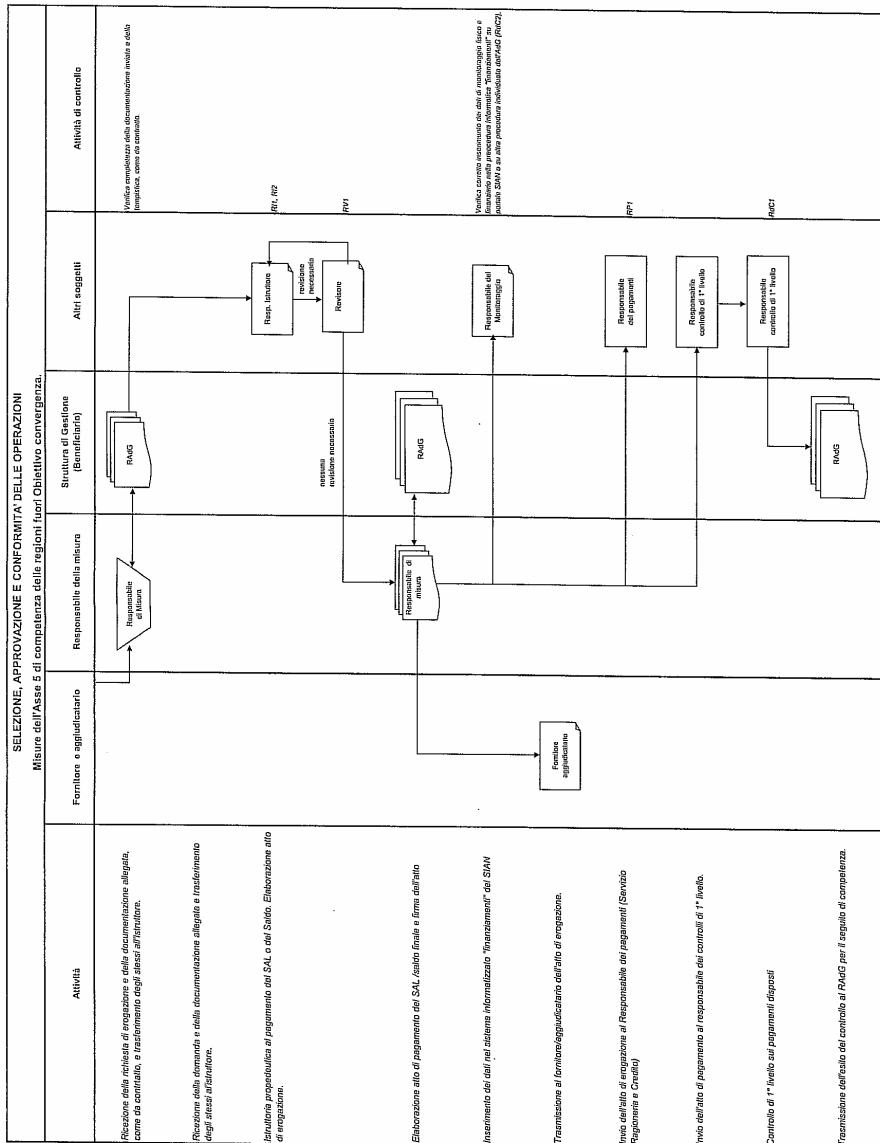 SELEZIONE, APPROVAZIONE E CONFORMITA' DELLE OPERAZIONI
Misure dell'Asse 5 di competenza delle regioni fuori Obiettivo convergenza.
Attività
Fornitore e aggiudicatario
Responsabile della misura
Struttura di Gestione
(Beneficiario)
Altri soggetti
Attività di controllo
Ricezione della richiesta di erogazione e della documentazione allegata,
come da contratto, e trasferimento degli stessi all'istruttore.
Responsabile
di Misura
RAdG
Verifica completezza della documentazione inviata e della
tempistica, come da contratto.
Ricezione della domanda e della documentazione allegata e trasferimento
degli stessi all'istruttore.
Istruttoria propedeutica al pagamento del SAL o del Saldo. Elaborazione atto
di erogazione.
Resp. Istruttore
RI1, RI2
revisione
necessaria
Revisore
RV1
nessuna
revisione necessaria
Elaborazione atto di pagamento del SAL /saldo finale e firma dell'atto
Responsabile di
misura
RAdG
Inserimento dei dati nel sistema informatizzato "finanziamenti" del SIAN
Responsabile del
Monitoraggio
Verifica corretto inserimento dei dati di monitoraggio fisico e
finanziario nella procedura informatica "finanziamenti" su
portale SIAN o su altra procedura individuata dall'AdG (RdC2).
Trasmissione al fornitore/aggiudicatario dell'atto di erogazione.
Fornitore
aggiudicatario
Invio dell'atto di erogazione al Responsabile dei pagamenti (Servizio
Ragioneria e Credito)
Responsabile
dei pagamenti
RP1
Invio dell'atto di pagamento al responsabile dei controlli di 1° livello.
Responsabile
controllo di 1° livello
Controllo di 1° livello sui pagamenti disposti
Responsabile
controllo di 1° livello
RdC1
Trasmissione dell'esito del controllo al RAdG per il seguito di competenza.
RAdG